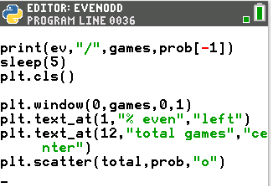 EDITOR: EVENODD
PROGRAM LINE 0036
print(ev,"/",games,prob[-1])
sleep(5)
plt.cls()
plt.window(0,games,0,1)
plt.text_at(1,"% even","left")
plt.text_at(12,"total games","ce
nter")
plt.scatter(total,prob,"o")
_